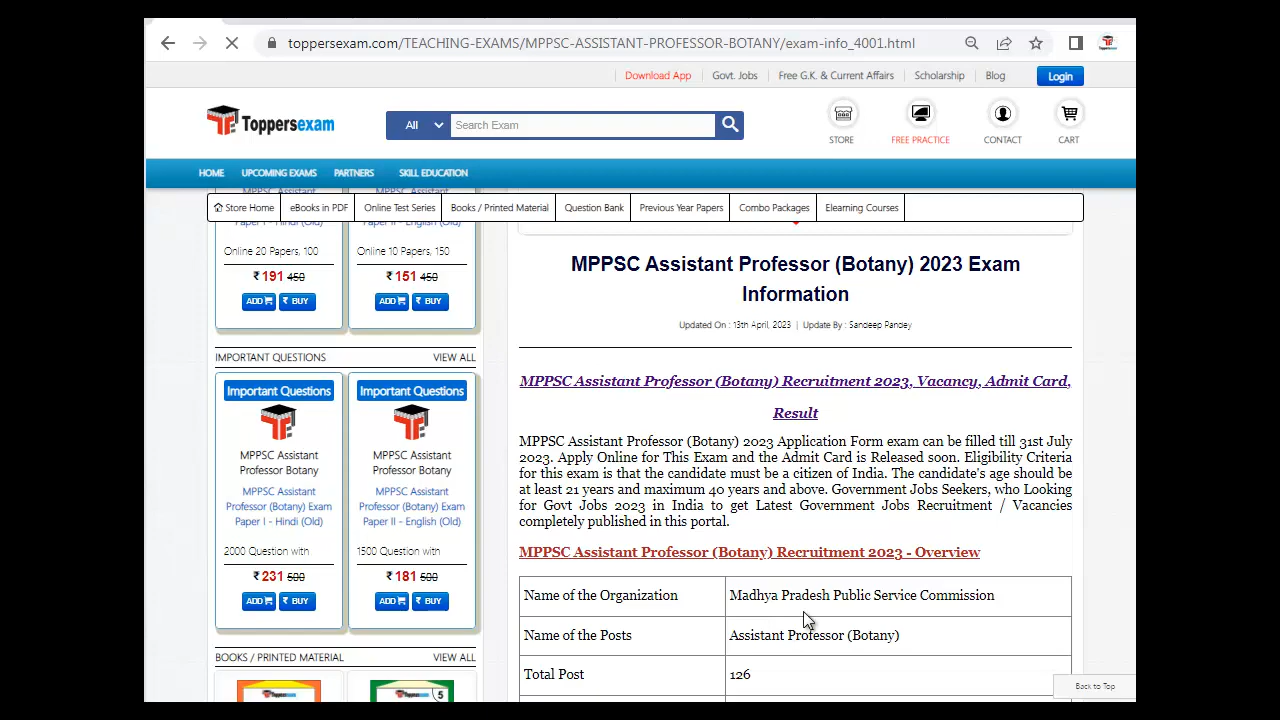 toppersexam.com/TEACHING-EXAMS/MPPSC-ASSISTANT-PROFESSOR-BOTANY/exam-info_4001.html
Download App Govt. Jobs Free G.K. & Current Affairs Scholarship Blog Login
Toppersexam All Search Exam STORE FREE PRACTICE CONTACT CART
HOME UPCOMING EXAMS PARTNERS SKILL EDUCATION
Store Home eBooks in PDF Online Test Series Books / Printed Material Question Bank Previous Year Papers Combo Packages Elearning Courses
Paper I - Hindi (Old) Paper II - English (Old)
Online 20 Papers, 100 Online 10 Papers, 150
₹ 191 450 ₹ 151 450
ADD ₹ BUY ADD ₹ BUY
IMPORTANT QUESTIONS VIEW ALL
Important Questions Important Questions
MPPSC Assistant MPPSC Assistant
Professor Botany Professor Botany
MPPSC Assistant MPPSC Assistant
Professor (Botany) Exam Professor (Botany) Exam
Paper I - Hindi (Old) Paper II - English (Old)
2000 Question with 1500 Question with
₹ 231 500 ₹ 181 500
ADD ₹ BUY ADD ₹ BUY
BOOKS / PRINTED MATERIAL VIEW ALL
Toppersexam Toppersexam 5
MPPSC Assistant Professor (Botany) 2023 Exam
Information
Updated On : 13th April, 2023 | Update By : Sandeep Pandey
MPPSC Assistant Professor (Botany) Recruitment 2023, Vacancy, Admit Card,
Result
MPPSC Assistant Professor (Botany) 2023 Application Form exam can be filled till 31st July
2023. Apply Online for This Exam and the Admit Card is Released soon. Eligibility Criteria
for this exam is that the candidate must be a citizen of India. The candidate's age should be
at least 21 years and maximum 40 years and above. Government Jobs Seekers, who Looking
for Govt Jobs 2023 in India to get Latest Government Jobs Recruitment / Vacancies
completely published in this portal.
MPPSC Assistant Professor (Botany) Recruitment 2023 - Overview
Name of the Organization Madhya Pradesh Public Service Commission
Name of the Posts Assistant Professor (Botany)
Total Post 126
Back to Top